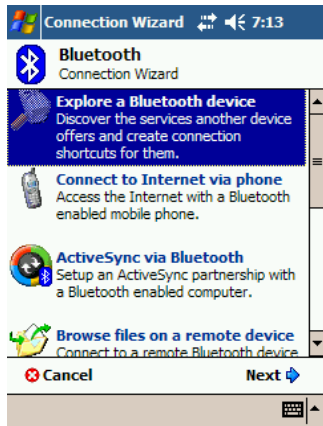 Connection Wizard 7:13
Bluetooth
Connection Wizard
Explore a Bluetooth device
Discover the services another device
offers and create connection
shortcuts for them.
Connect to Internet via phone
Access the Internet with a Bluetooth
enabled mobile phone.
ActiveSync via Bluetooth
Setup an ActiveSync partnership with
a Bluetooth enabled computer.
Browse files on a remote device
Connect to a remote Bluetooth device
Cancel Next